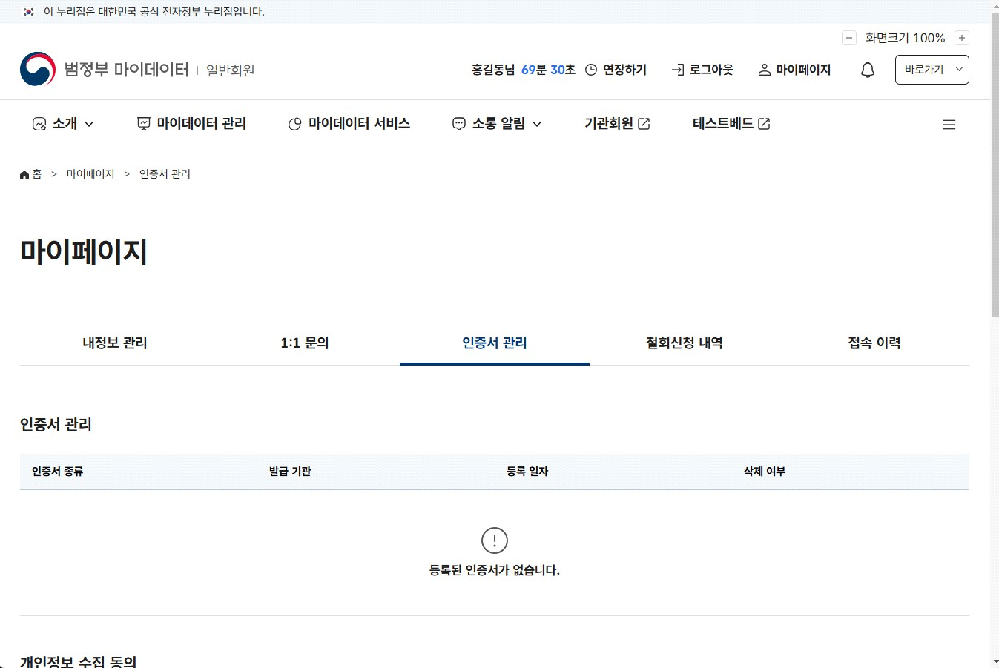 이 누리집은 대한민국 공식 전자정부 누리집입니다.
화면크기 100%
범정부 마이데이터 일반회원
홍길동님 69분 30초 연장하기 로그아웃 마이페이지 바로가기
소개 마이데이터 관리 마이데이터 서비스 소통 알림 기관회원 테스트베드
홈 > 마이페이지 > 인증서 관리
마이페이지
내정보 관리 1:1 문의 인증서 관리 철회신청 내역 접속 이력
인증서 관리
인증서 종류 발급 기관 등록 일자 삭제 여부
등록된 인증서가 없습니다.
개인정보 수집 동의